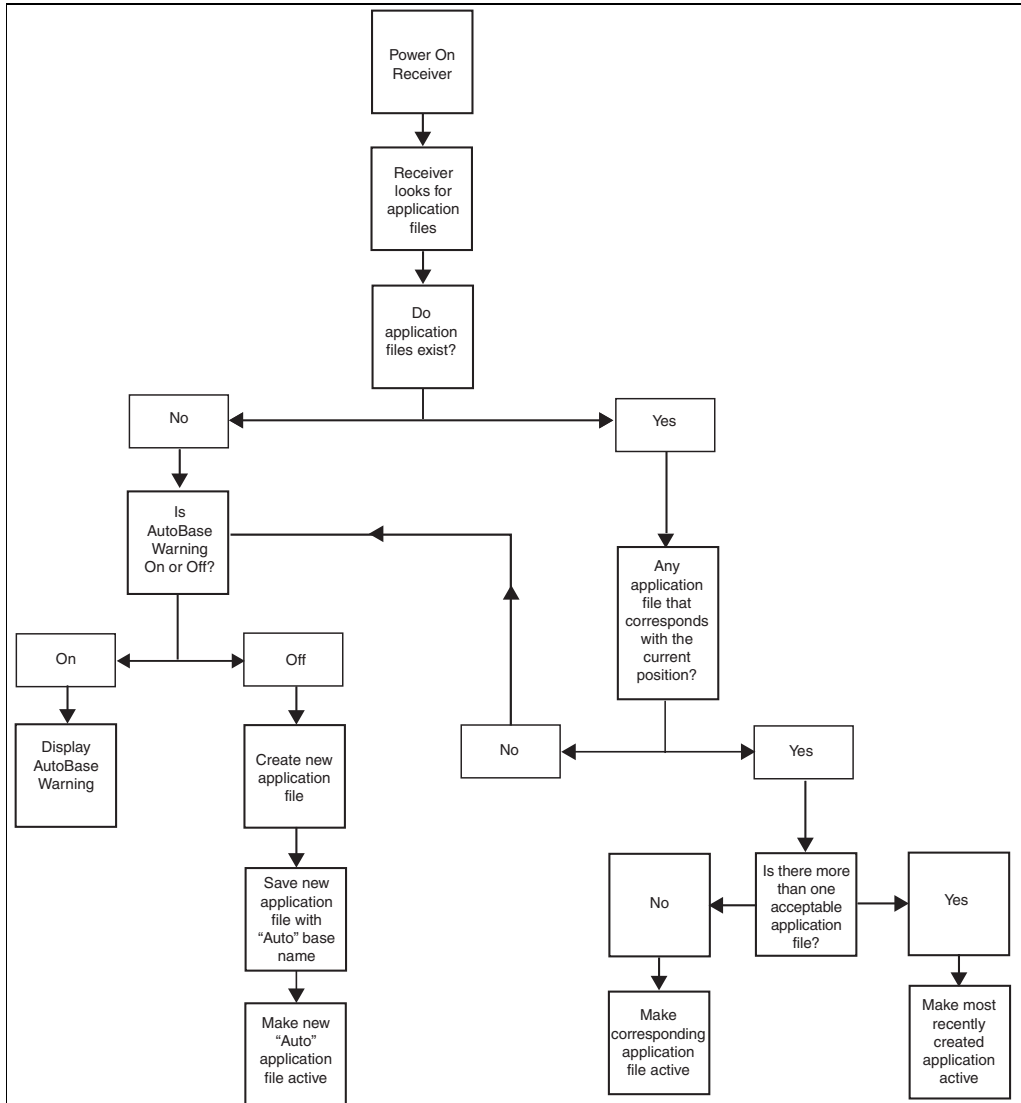 Power On
Receiver
Receiver
looks for
application
files
Do
application
files exist?
No
Yes
Is
AutoBase
Warning
On or Off?
Any
application
file that
corresponds
with the
current
position?
On
Off
No
Yes
Display
AutoBase
Warning
Create new
application
file
Is there more
than one
acceptable
application
file?
No
Yes
Save new
application
file with
“Auto” base
name
Make new
“Auto”
application
file active
Make
corresponding
application
file active
Make most
recently
created
application
active